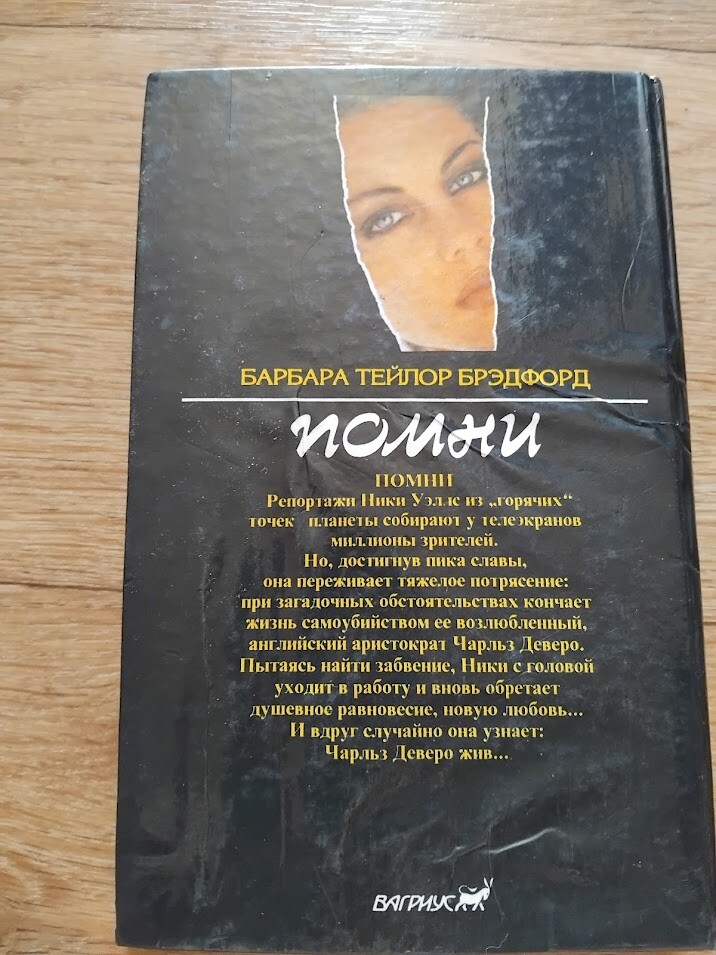 БАРБАРА ТЕЙЛОР БРЭДФОРД
ПОМНИ
ПОМНИ
Репортажи Ники Уэллс из „горячих“
точек планеты собирают у телеэкранов
миллионы зрителей.
Но, достигнув пика славы,
она переживает тяжелое потрясение:
при загадочных обстоятельствах кончает
жизнь самоубийством ее возлюбленный,
английский аристократ Чарльз Деверо.
Пытаясь найти забвение, Ники с головой
уходит в работу и вновь обретает
душевное равновесие, новую любовь...
И вдруг случайно она узнает:
Чарльз Деверо жив...
ВАГРИУС